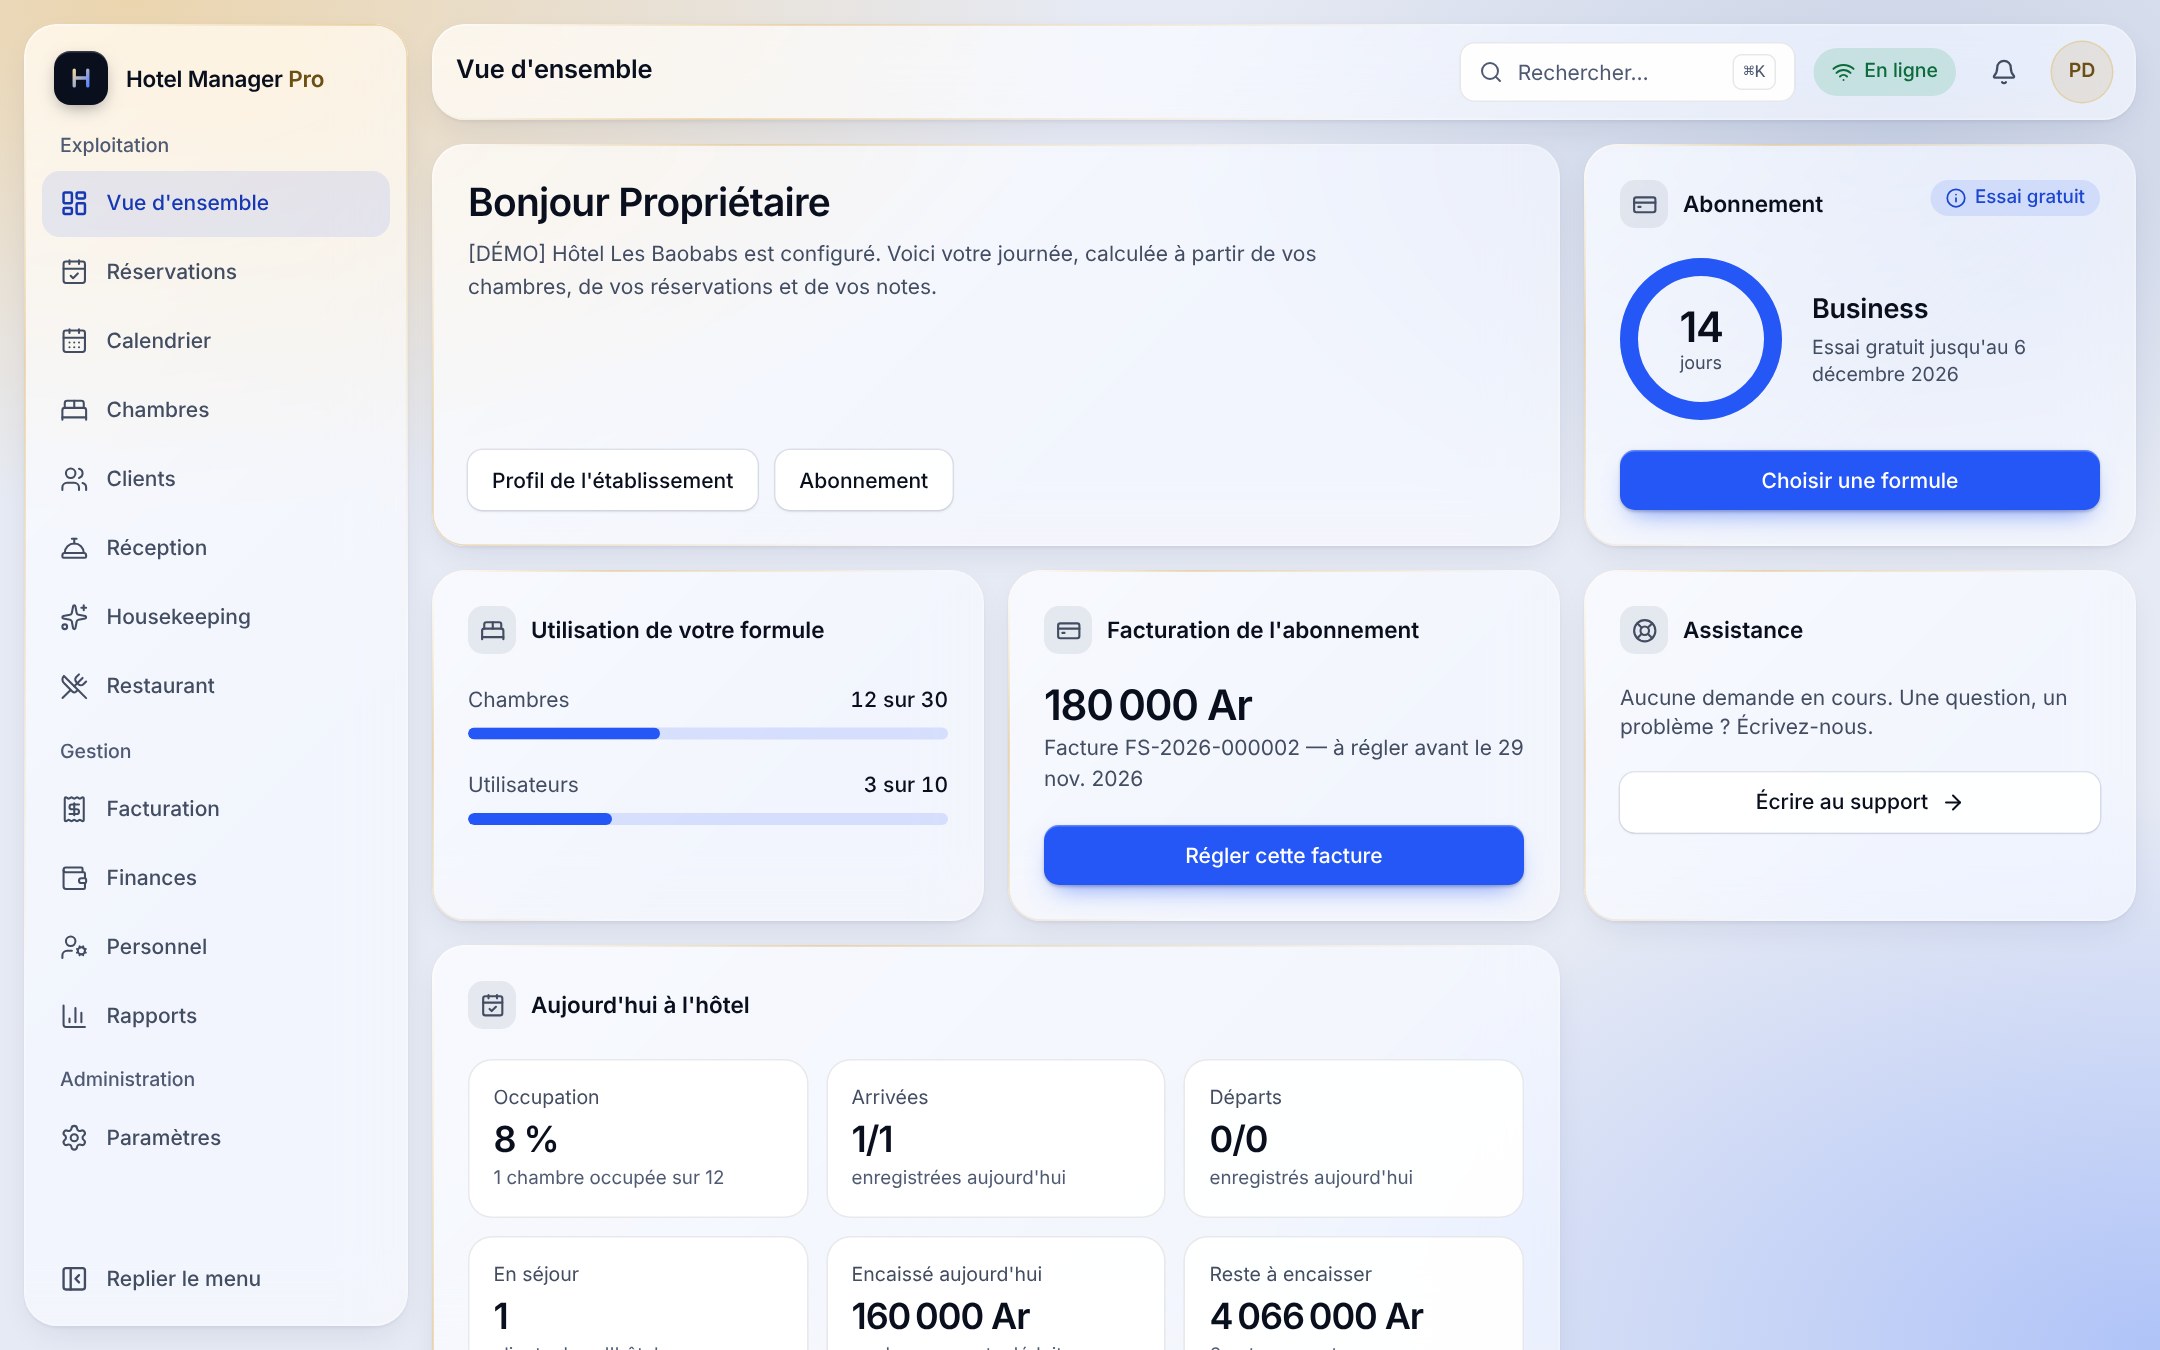 Hotel Manager Pro
Exploitation
Vue d'ensemble
Réservations
Calendrier
Chambres
Clients
Réception
Housekeeping
Restaurant
Gestion
Facturation
Finances
Personnel
Rapports
Administration
Paramètres
Replier le menu
Vue d'ensemble
Rechercher...
⌘K
En ligne
PD
Bonjour Propriétaire
[DÉMO] Hôtel Les Baobabs est configuré. Voici votre journée, calculée à partir de vos
chambres, de vos réservations et de vos notes.
Profil de l'établissement
Abonnement
Abonnement
Essai gratuit
14
jours
Business
Essai gratuit jusqu'au 6
décembre 2026
Choisir une formule
Utilisation de votre formule
Chambres
12 sur 30
Utilisateurs
3 sur 10
Facturation de l'abonnement
180 000 Ar
Facture FS-2026-000002 — à régler avant le 29
nov. 2026
Régler cette facture
Assistance
Aucune demande en cours. Une question, un
problème ? Écrivez-nous.
Écrire au support
Aujourd'hui à l'hôtel
Occupation
8 %
1 chambre occupée sur 12
Arrivées
1/1
enregistrées aujourd'hui
Départs
0/0
enregistrés aujourd'hui
En séjour
1
Encaissé aujourd'hui
160 000 Ar
Reste à encaisser
4 066 000 Ar